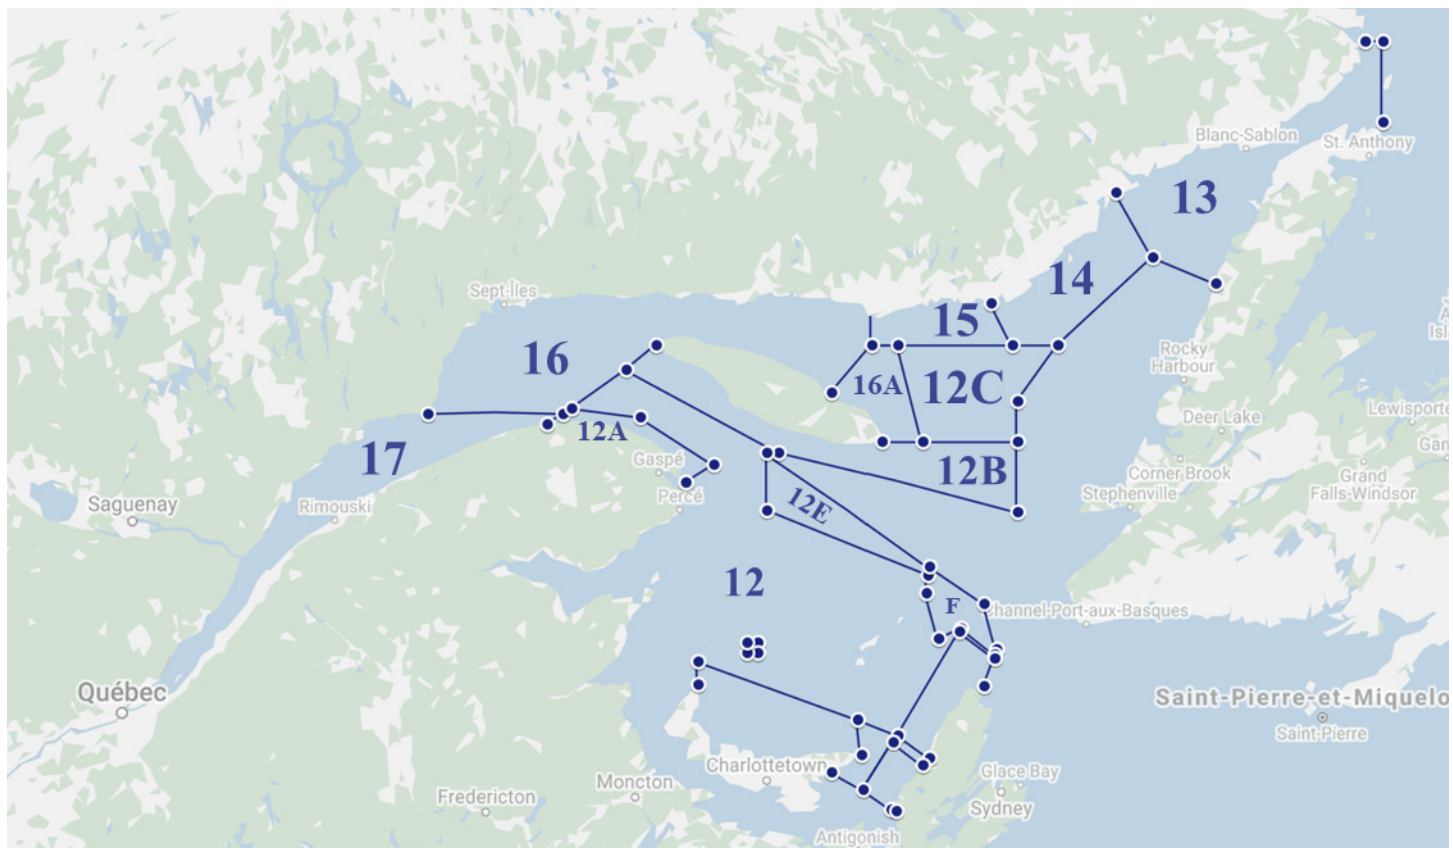 Blanc-Sablon
St. Anthony
13
14
Sept-Îles
15
16
Rocky
Harbour
16A
12C
Deer Lake
12A
17
Gaspé
12B
Corner Brook
Grand
Falls-Windsor
Stephenville
Percé
Saguenay
Rimouski
12E
12
F
Channel-Port-aux-Basques
Québec
Saint-Pierre-et-Miquelo
Saint-Pierre
Charlottetown
Glace Bay
Moncton
Fredericton
Sydney
Antigonish